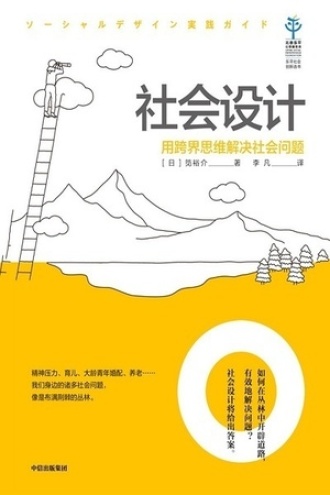 ソーシャルデザイン実践ガイド
社会设计
用跨界思维解决社会问题
[日] 筧裕介 著 李凡 译
精神压力、育儿、大龄青年婚配、养老……
我们身边的诸多社会问题,
像是布满荆棘的丛林。
如何在丛林中开辟道路,
有效地解决问题?
社会设计将给出答案。
中信出版集团